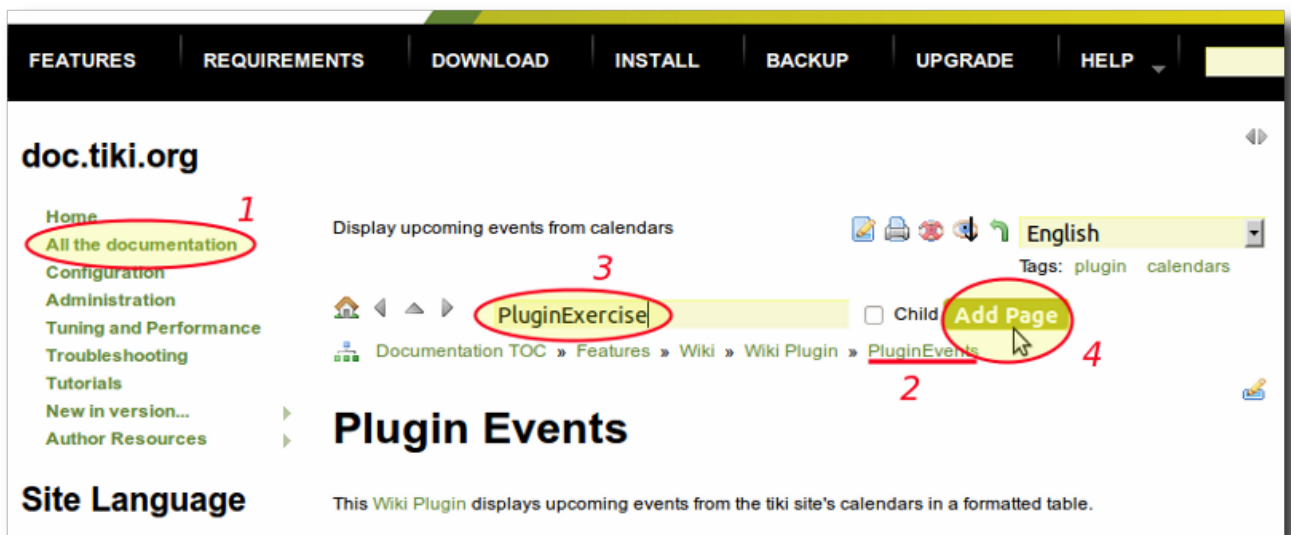 FEATURES REQUIREMENTS DOWNLOAD INSTALL BACKUP UPGRADE HELP
doc.tiki.org
Home
1
All the documentation
Configuration
Administration
Tuning and Performance
Troubleshooting
Tutorials
New in version...
Author Resources
Site Language
Display upcoming events from calendars
English
Tags: plugin calendars
3
PluginExercise
Child Add Page
Documentation TOC » Features » Wiki » Wiki Plugin » PluginEvents
4
2
Plugin Events
This Wiki Plugin displays upcoming events from the tiki site's calendars in a formatted table.